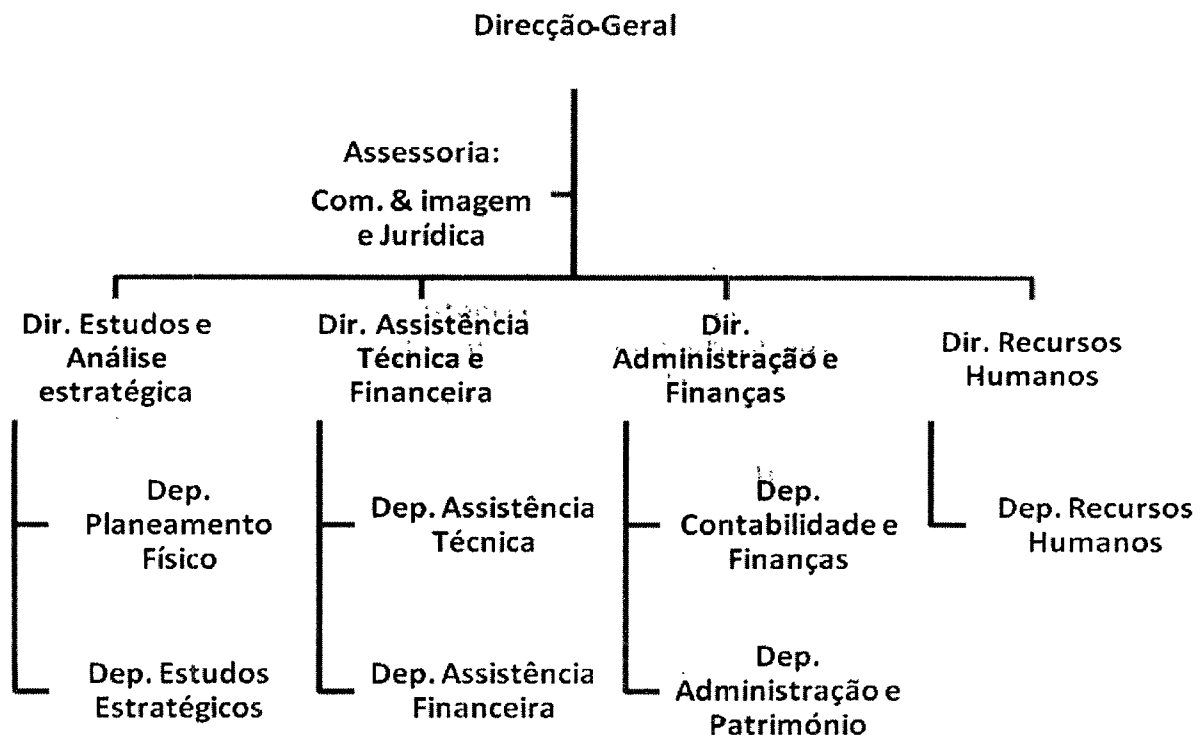 Direcção-Geral
Assessoria:
Com. & imagem
e Jurídica
Dir. Estudos e
Análise
estratégica
Dir. Assistência
Técnica e
Financeira
Dir.
Administração e
Finanças
Dir. Recursos
Humanos
Dep.
Planeamento
Físico
Dep. Assistência
Técnica
Dep.
Contabilidade e
Finanças
Dep. Recursos
Humanos
Dep. Estudos
Estratégicos
Dep. Assistência
Financeira
Dep.
Administração e
Património